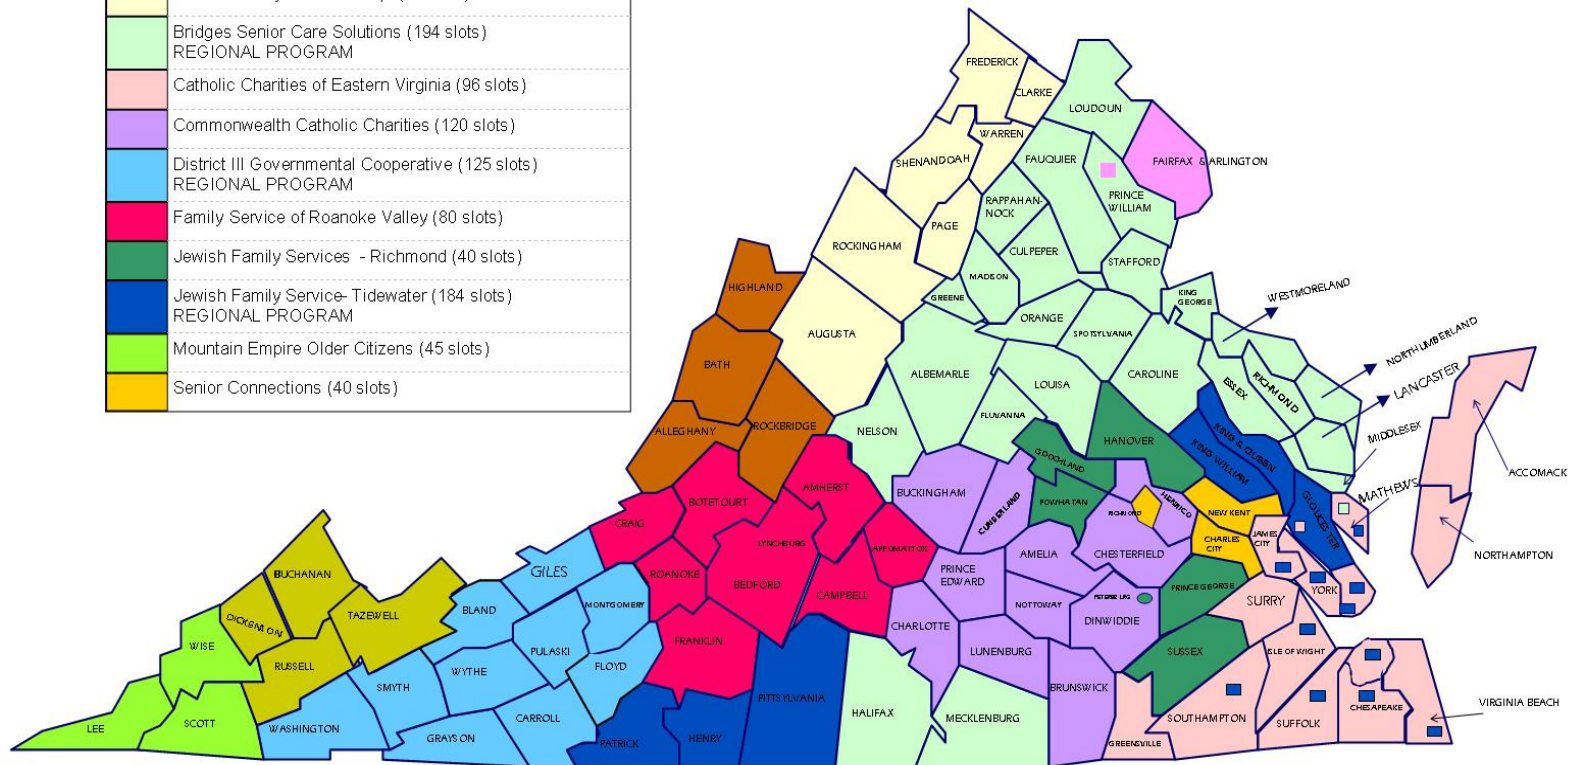 Bridges Senior Care Solutions (194 slots)
REGIONAL PROGRAM
Catholic Charities of Eastern Virginia (96 slots)
Commonwealth Catholic Charities (120 slots)
District III Governmental Cooperative (125 slots)
REGIONAL PROGRAM
Family Service of Roanoke Valley (80 slots)
Jewish Family Services - Richmond (40 slots)
Jewish Family Service- Tidewater (184 slots)
REGIONAL PROGRAM
Mountain Empire Older Citizens (45 slots)
Senior Connections (40 slots)
FREDERICK
CLARKE
LOUDOUN
WARREN
SHENANDOAH
FAUQUIER
FAIRFAX & ARLINGTON
PRINCE
WILLIAM
RAPPAHAN-
NOCK
PAGE
ROCKINGHAM
CULPEPER
STAFFORD
MADISON
HIGHLAND
GREENE
KING
GEORGE
WESTMORELAND
ORANGE
SPOTSYLVANIA
AUGUSTA
NORTHUMBERLAND
BATH
ALBEMARLE
LOUISA
CAROLINE
ESSEX
RICHMOND
LANCASTER
FLUVANNA
NELSON
ROCKBRIDGE
ALLEGHANY
HANOVER
KING & QUEEN
KING WILLIAM
MIDDLESEX
GOOCHLAND
ACCOMACK
AMHERST
BUCKINGHAM
CUMBERLAND
POWHATAN
RICHMOND
HENRICO
MATHEWS
GLOUCESTER
BOTETOURT
CRAIG
NEW KENT
LYNCHBURG
APPOMATTOX
AMELIA
CHESTERFIELD
CHARLES
CITY
JAMES
CITY
NORTHAMPTON
GILES
ROANOKE
BEDFORD
CAMPBELL
PRINCE
EDWARD
BUCHANAN
PRINCE GEORGE
YORK
PETERSBURG
NOTTOWAY
SURRY
BLAND
MONTGOMERY
TAZEWELL
DICKENSON
CHARLOTTE
DINWIDDIE
WISE
FRANKLIN
PULASKI
LUNENBURG
SUSSEX
ISLE OF WIGHT
RUSSELL
WYTHE
FLOYD
SMYTH
BRUNSWICK
PITTSYLVANIA
VIRGINIA BEACH
CHESAPEAKE
HALIFAX
MECKLENBURG
SOUTHAMPTON
SUFFOLK
LEE
SCOTT
WASHINGTON
CARROLL
GRAYSON
PATRICK
HENRY
GREENSVILLE